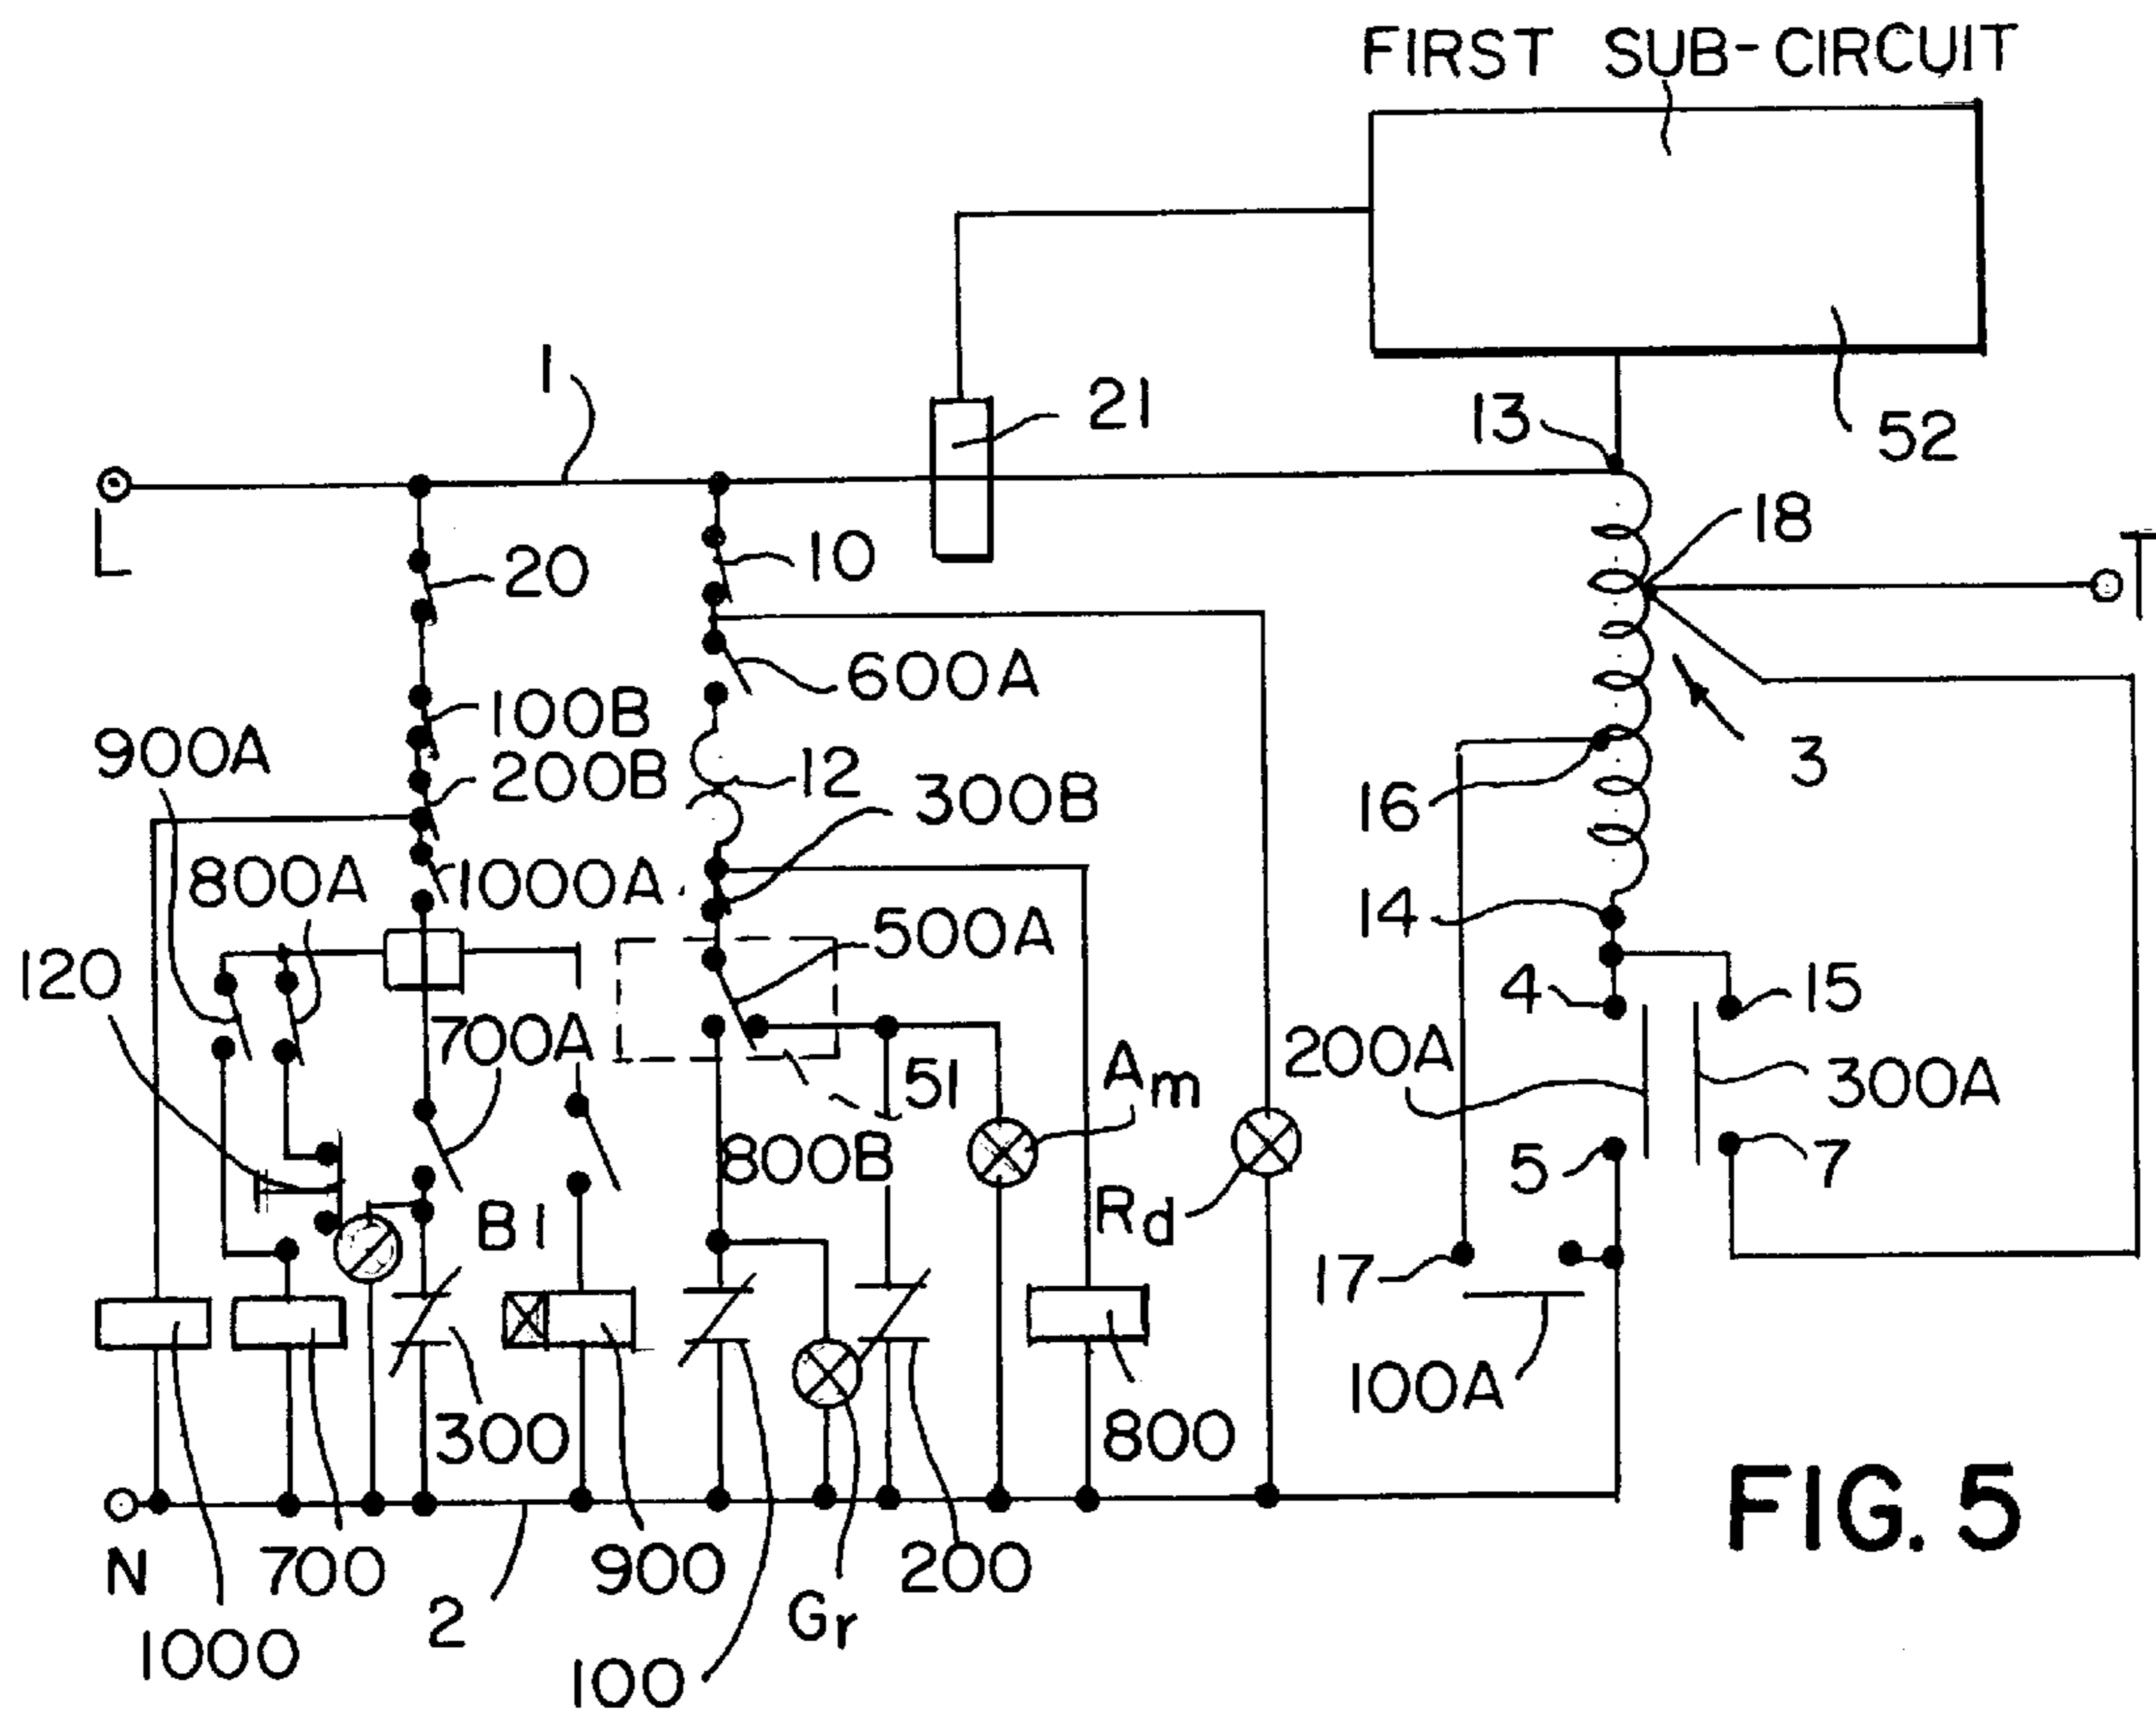 FIRST SUB-CIRCUIT
1
21
13
52
L
20
10
18
T
100B
600A
900A
200B
12
300B
16
3
800A
1000A
14
500A
120
4
15
700A
51
Am
200A
300A
800B
5
7
B1
Rd
17
100A
300
800
FIG. 5
N
700
2
900
200
Gr
1000
100